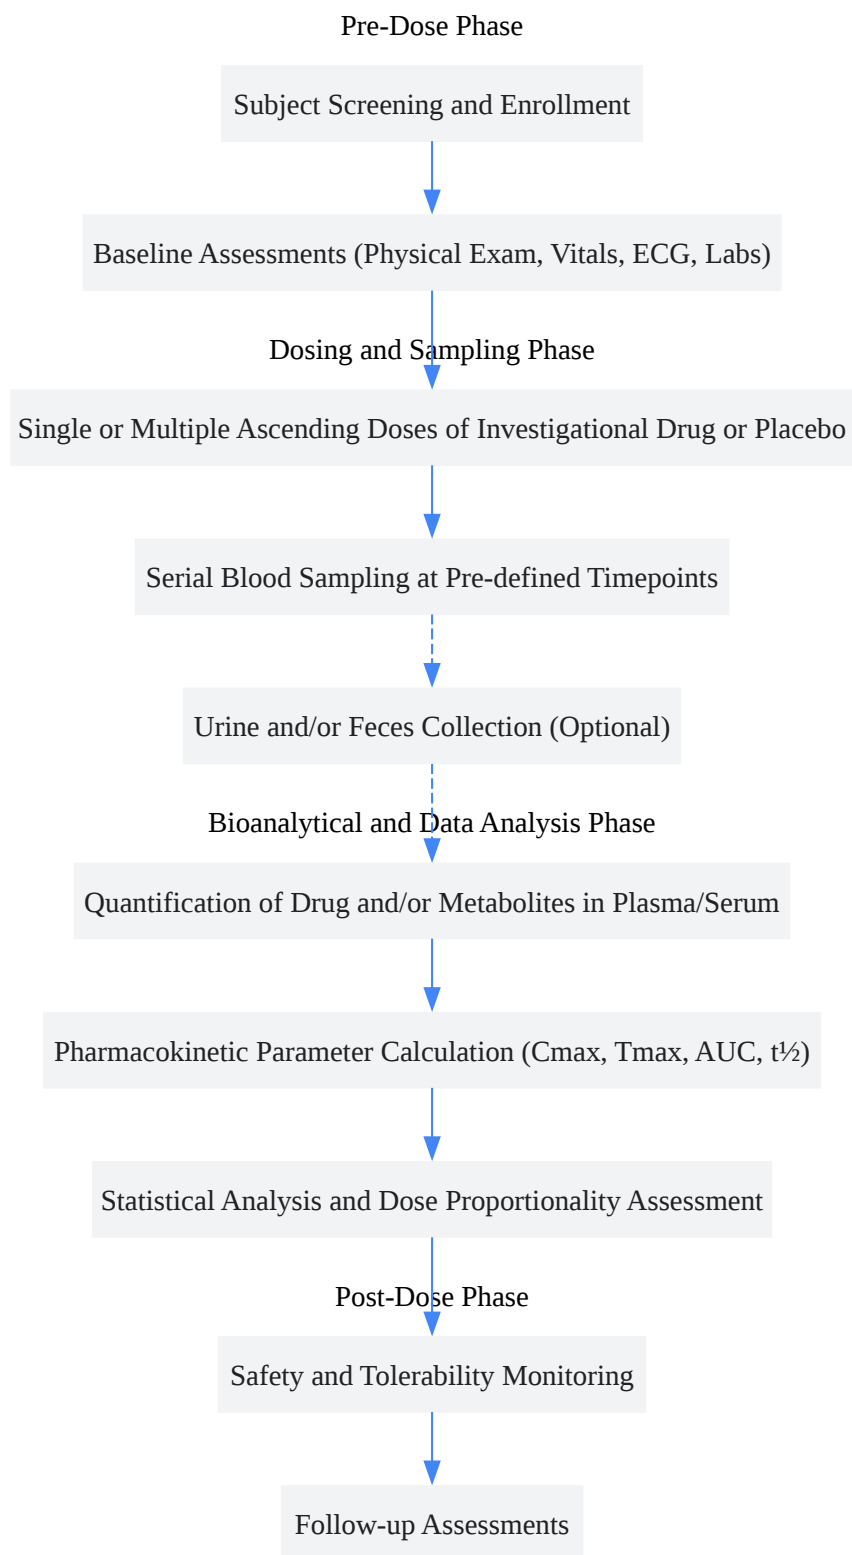 Pre-Dose Phase
Subject Screening and Enrollment
Baseline Assessments (Physical Exam, Vitals, ECG, Labs)
Dosing and Sampling Phase
Single or Multiple Ascending Doses of Investigational Drug or Placebo
Serial Blood Sampling at Pre-defined Timepoints
Urine and/or Feces Collection (Optional)
Bioanalytical and Data Analysis Phase
Quantification of Drug and/or Metabolites in Plasma/Serum
Pharmacokinetic Parameter Calculation (Cmax, Tmax, AUC, t½)
Statistical Analysis and Dose Proportionality Assessment
Post-Dose Phase
Safety and Tolerability Monitoring
Follow-up Assessments